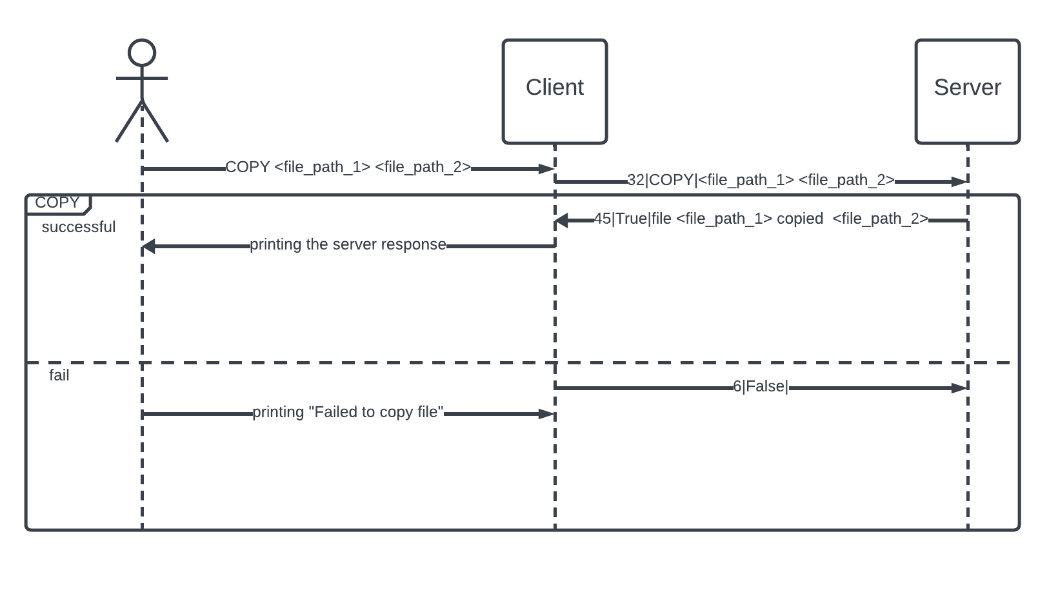 Client
Server
COPY <file_path_1> <file_path_2>
32|COPY|<file_path_1> <file_path_2>
COPY
successful
45|True|file <file_path_1> copied  <file_path_2>
printing the server response
fail
6|False|
printing "Failed to copy file"